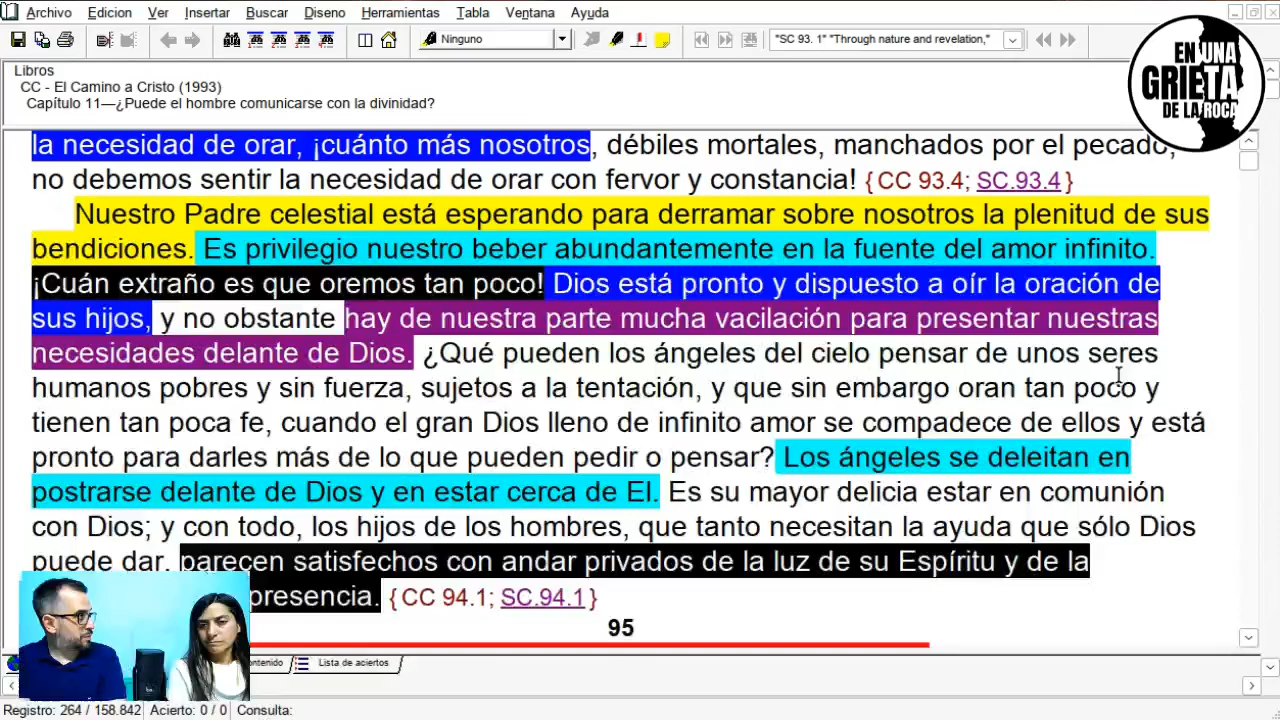 Archivo Edicion Ver Insertar Buscar Diseño Herramientas Tabla Ventana Ayuda
Ninguno
"SC 93. 1" "Through nature and revelation,"
EN UNA
GRIETA
DE LA ROCA
Libros
CC - El Camino a Cristo (1993)
Capítulo 11—¿Puede el hombre comunicarse con la divinidad?
la necesidad de orar, ¡cuánto más nosotros, débiles mortales, manchados por el pecado,
no debemos sentir la necesidad de orar con fervor y constancia! {CC 93.4; SC.93.4}
Nuestro Padre celestial está esperando para derramar sobre nosotros la plenitud de sus
bendiciones. Es privilegio nuestro beber abundantemente en la fuente del amor infinito.
¡Cuán extraño es que oremos tan poco! Dios está pronto y dispuesto a oír la oración de
sus hijos, y no obstante hay de nuestra parte mucha vacilación para presentar nuestras
necesidades delante de Dios. ¿Qué pueden los ángeles del cielo pensar de unos seres
humanos pobres y sin fuerza, sujetos a la tentación, y que sin embargo oran tan poco y
tienen tan poca fe, cuando el gran Dios lleno de infinito amor se compadece de ellos y está
pronto para darles más de lo que pueden pedir o pensar? Los ángeles se deleitan en
postrarse delante de Dios y en estar cerca de El. Es su mayor delicia estar en comunión
con Dios; y con todo, los hijos de los hombres, que tanto necesitan la ayuda que sólo Dios
puede dar, parecen satisfechos con andar privados de la luz de su Espíritu y de la
presencia. {CC 94.1; SC.94.1}
95
Lista de aciertos
Registro: 264 / 158.842 Acierto: 0 / 0 Consulta: